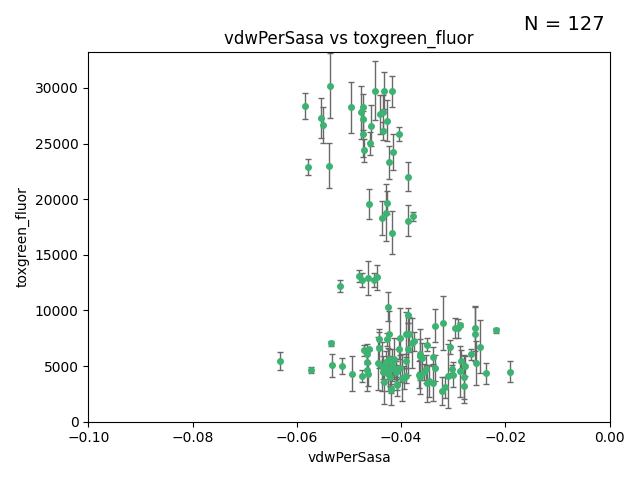 N = 127
vdwPerSasa vs toxgreen_fluor
30000
25000
20000
15000
10000
5000
0
toxgreen_fluor
−0.10 −0.08 −0.06 −0.04 −0.02 0.00
vdwPerSasa